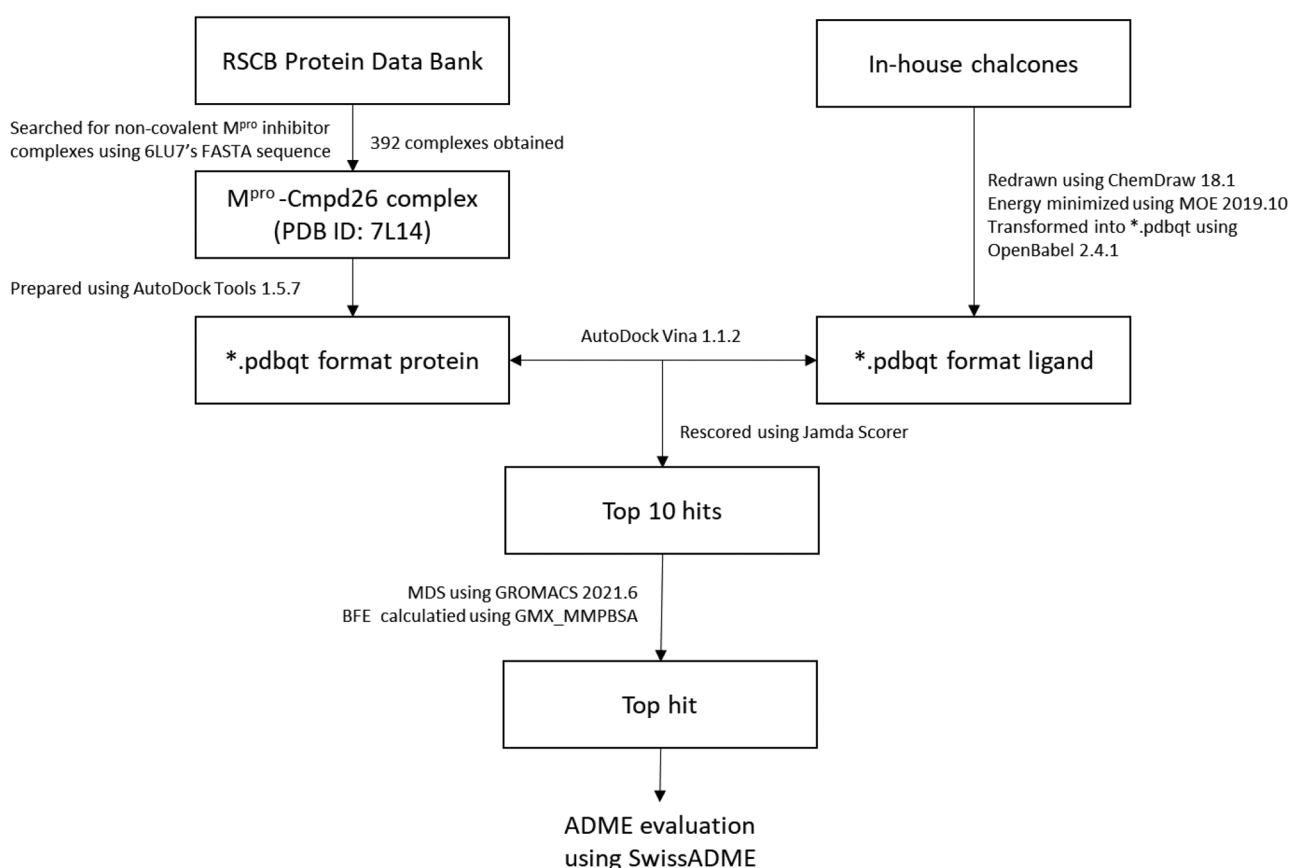 RSCB Protein Data Bank
In-house chalcones
Searched for non-covalent Mᵖʳᵒ inhibitor
complexes using 6LU7’s FASTA sequence
392 complexes obtained
Mᵖʳᵒ -Cmpd26 complex
(PDB ID: 7L14)
Redrawn using ChemDraw 18.1
Energy minimized using MOE 2019.10
Transformed into *.pdbqt using
OpenBabel 2.4.1
Prepared using AutoDock Tools 1.5.7
*.pdbqt format protein
AutoDock Vina 1.1.2
*.pdbqt format ligand
Rescored using Jamda Scorer
Top 10 hits
MDS using GROMACS 2021.6
BFE calculatied using GMX_MMPBSA
Top hit
ADME evaluation
using SwissADME